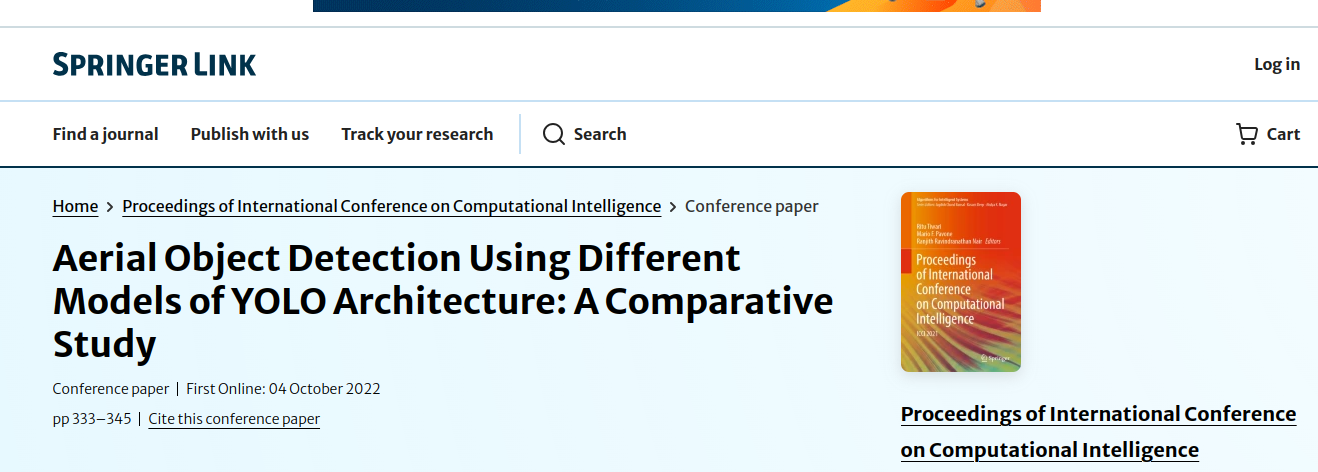 SPRINGER LINK
Log in
Find a journal Publish with us Track your research Search Cart
Home > Proceedings of International Conference on Computational Intelligence > Conference paper
Aerial Object Detection Using Different
Models of YOLO Architecture: A Comparative
Study
Conference paper | First Online: 04 October 2022
pp 333–345 | Cite this conference paper
Algorithms for Intelligent Systems
Ritu Tiwari
Mario F. Pavone
Ranjith Ravindranathan Nair Editors
Proceedings
of International
Conference
on Computational
Intelligence
ICCI 2021
Springer
Proceedings of International Conference
on Computational Intelligence